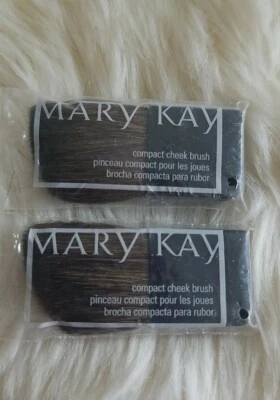 MARY KAY
compact cheek brush
pinceau compact pour les joues
brocha compacta para rubor
MARY KAY
compact cheek brush
pinceau compact pour les joues
brocha compacta para rubor